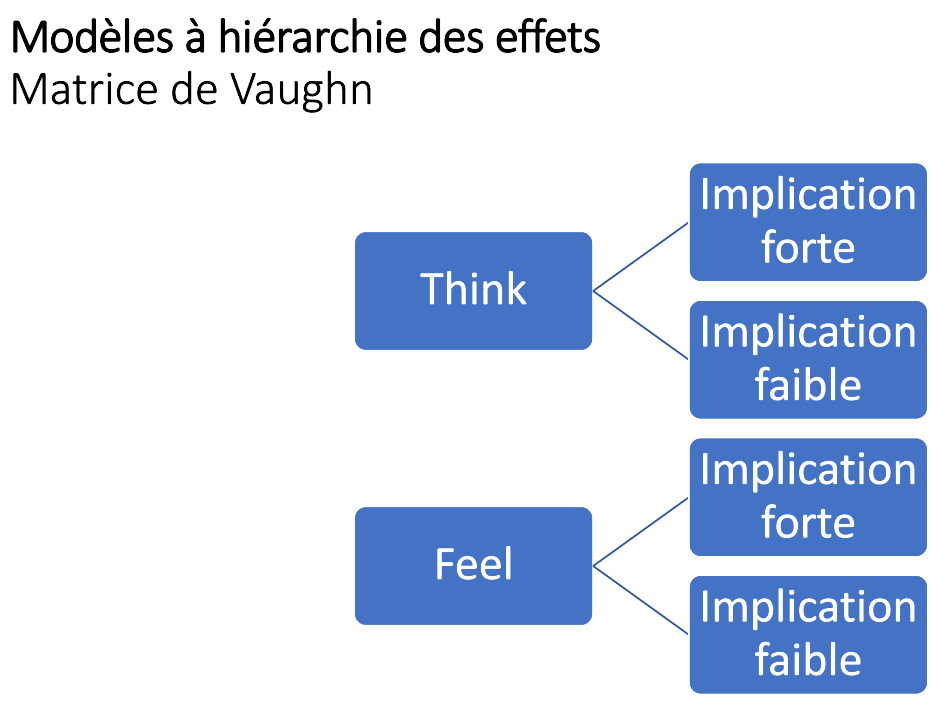 Modèles à hiérarchie des effets
Matrice de Vaughn
Think
Implication
forte
Implication
faible
Feel
Implication
forte
Implication
faible